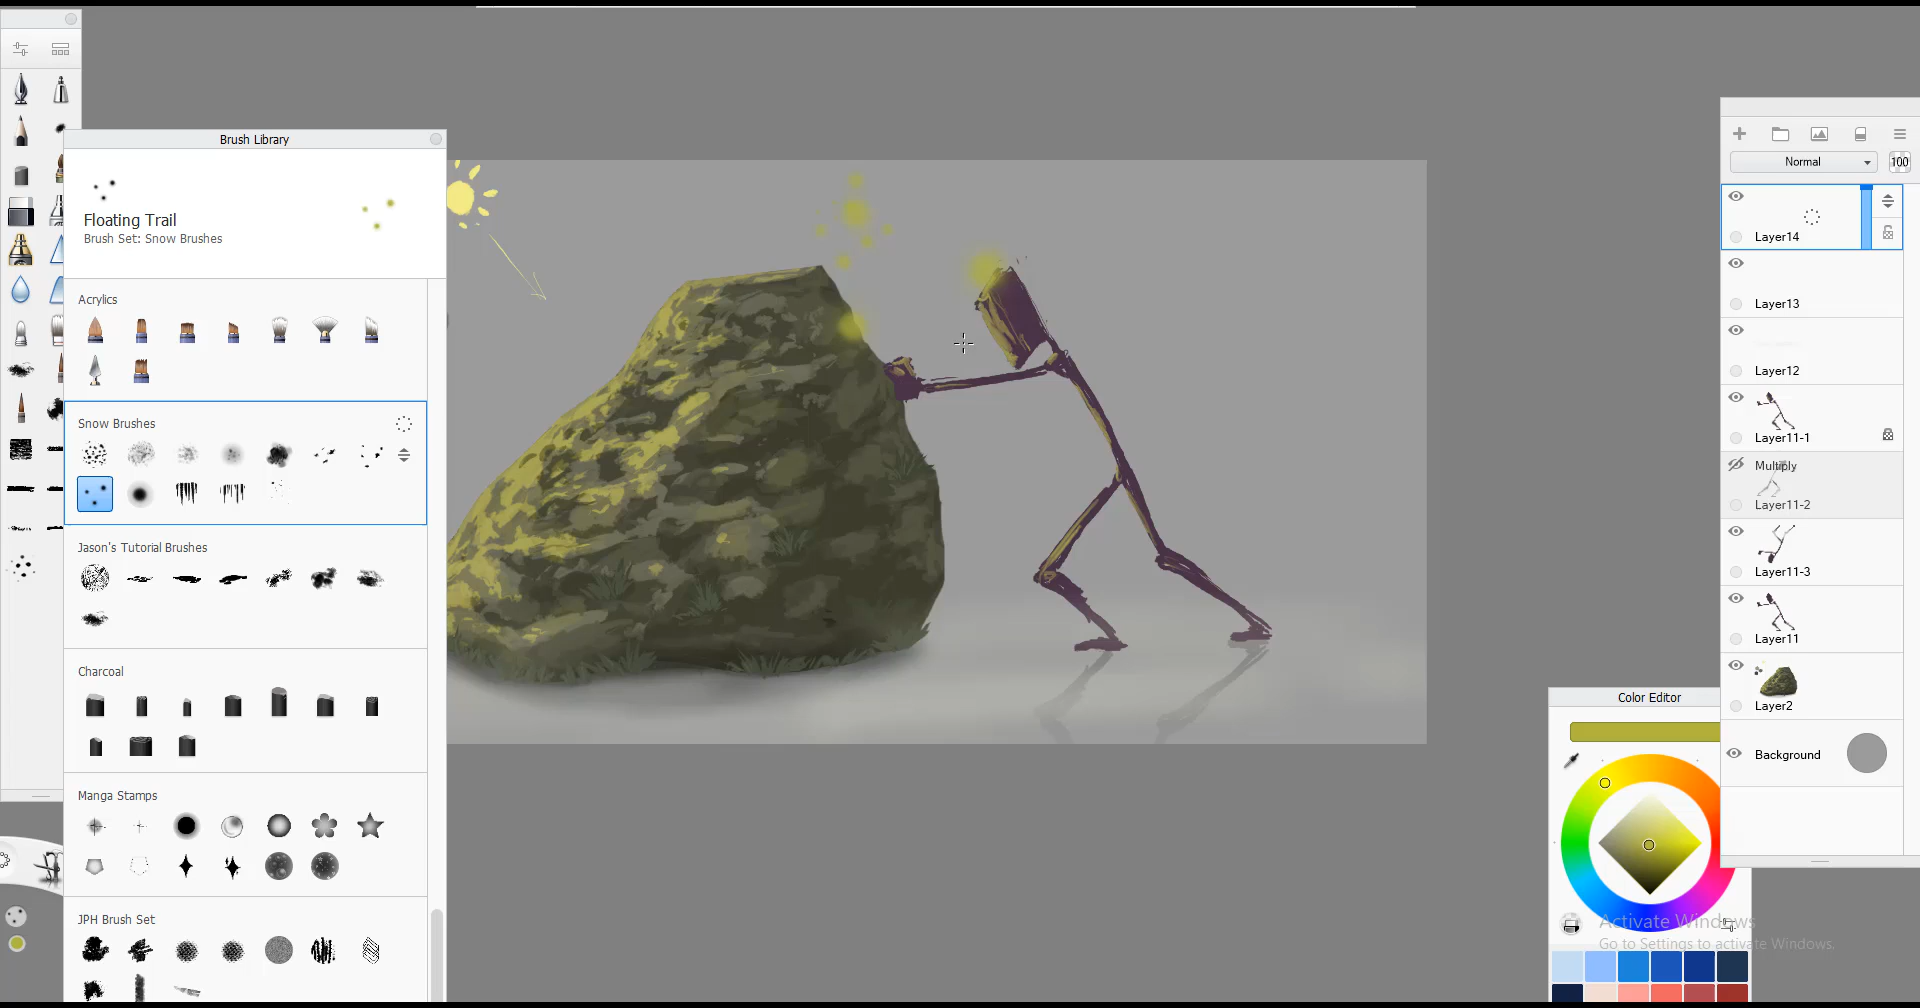 Brush Library
Floating Trail
Brush Set: Snow Brushes
Acrylics
Snow Brushes
Jason's Tutorial Brushes
Charcoal
Manga Stamps
JPH Brush Set
Normal
100
Layer14
Layer13
Layer12
Layer11-1
Multiply
Layer11-2
Layer11-3
Layer11
Layer2
Background
Color Editor
Activate Windows
Go to Settings to activate Windows.